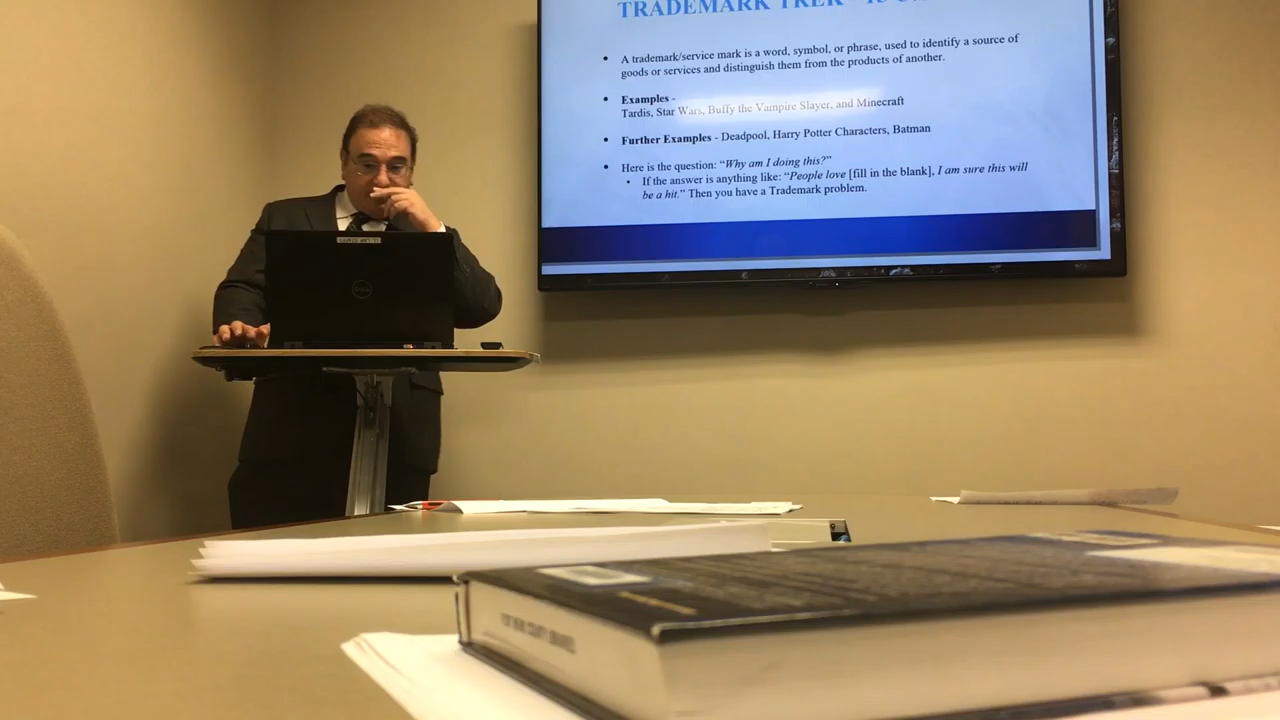 TRADEMARK TREK
• A trademark/service mark is a word, symbol, or phrase, used to identify a source of
goods or services and distinguish them from the products of another.
• Examples -
Tardis, Star Wars, Buffy the Vampire Slayer, and Minecraft
• Further Examples - Deadpool, Harry Potter Characters, Batman
• Here is the question: “Why am I doing this?”
• If the answer is anything like: “People love [fill in the blank], I am sure this will
be a hit.” Then you have a Trademark problem.
DELL